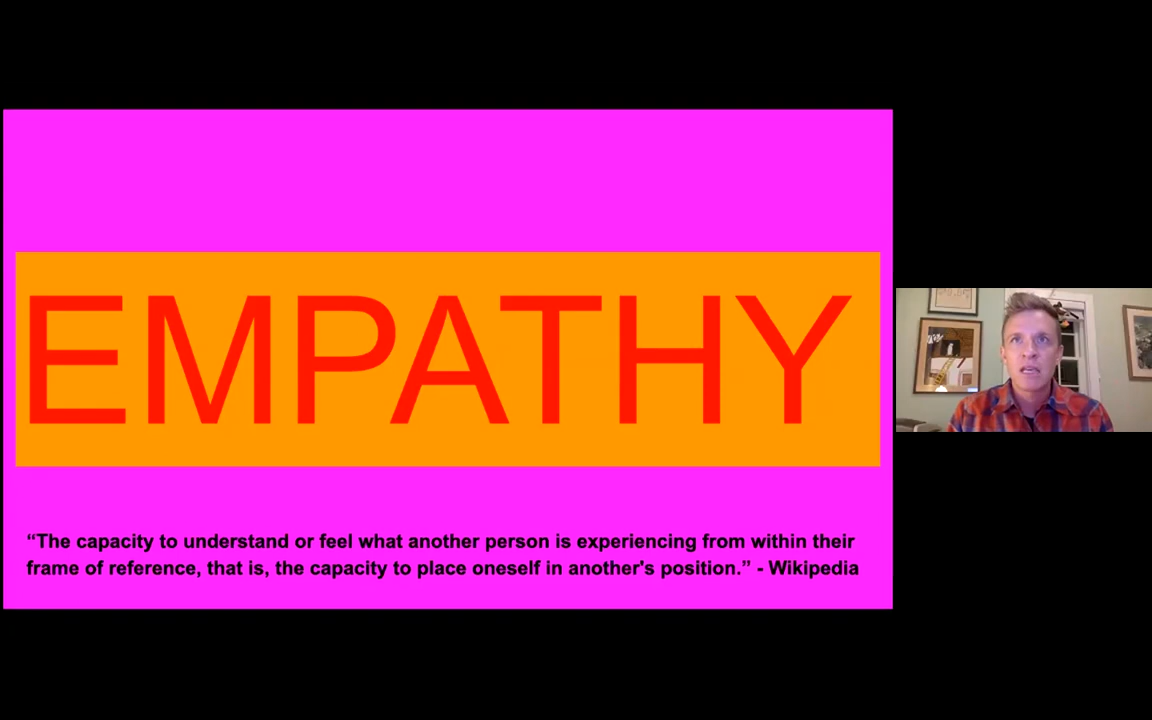 EMPATHY
“The capacity to understand or feel what another person is experiencing from within their
frame of reference, that is, the capacity to place oneself in another's position.” - Wikipedia